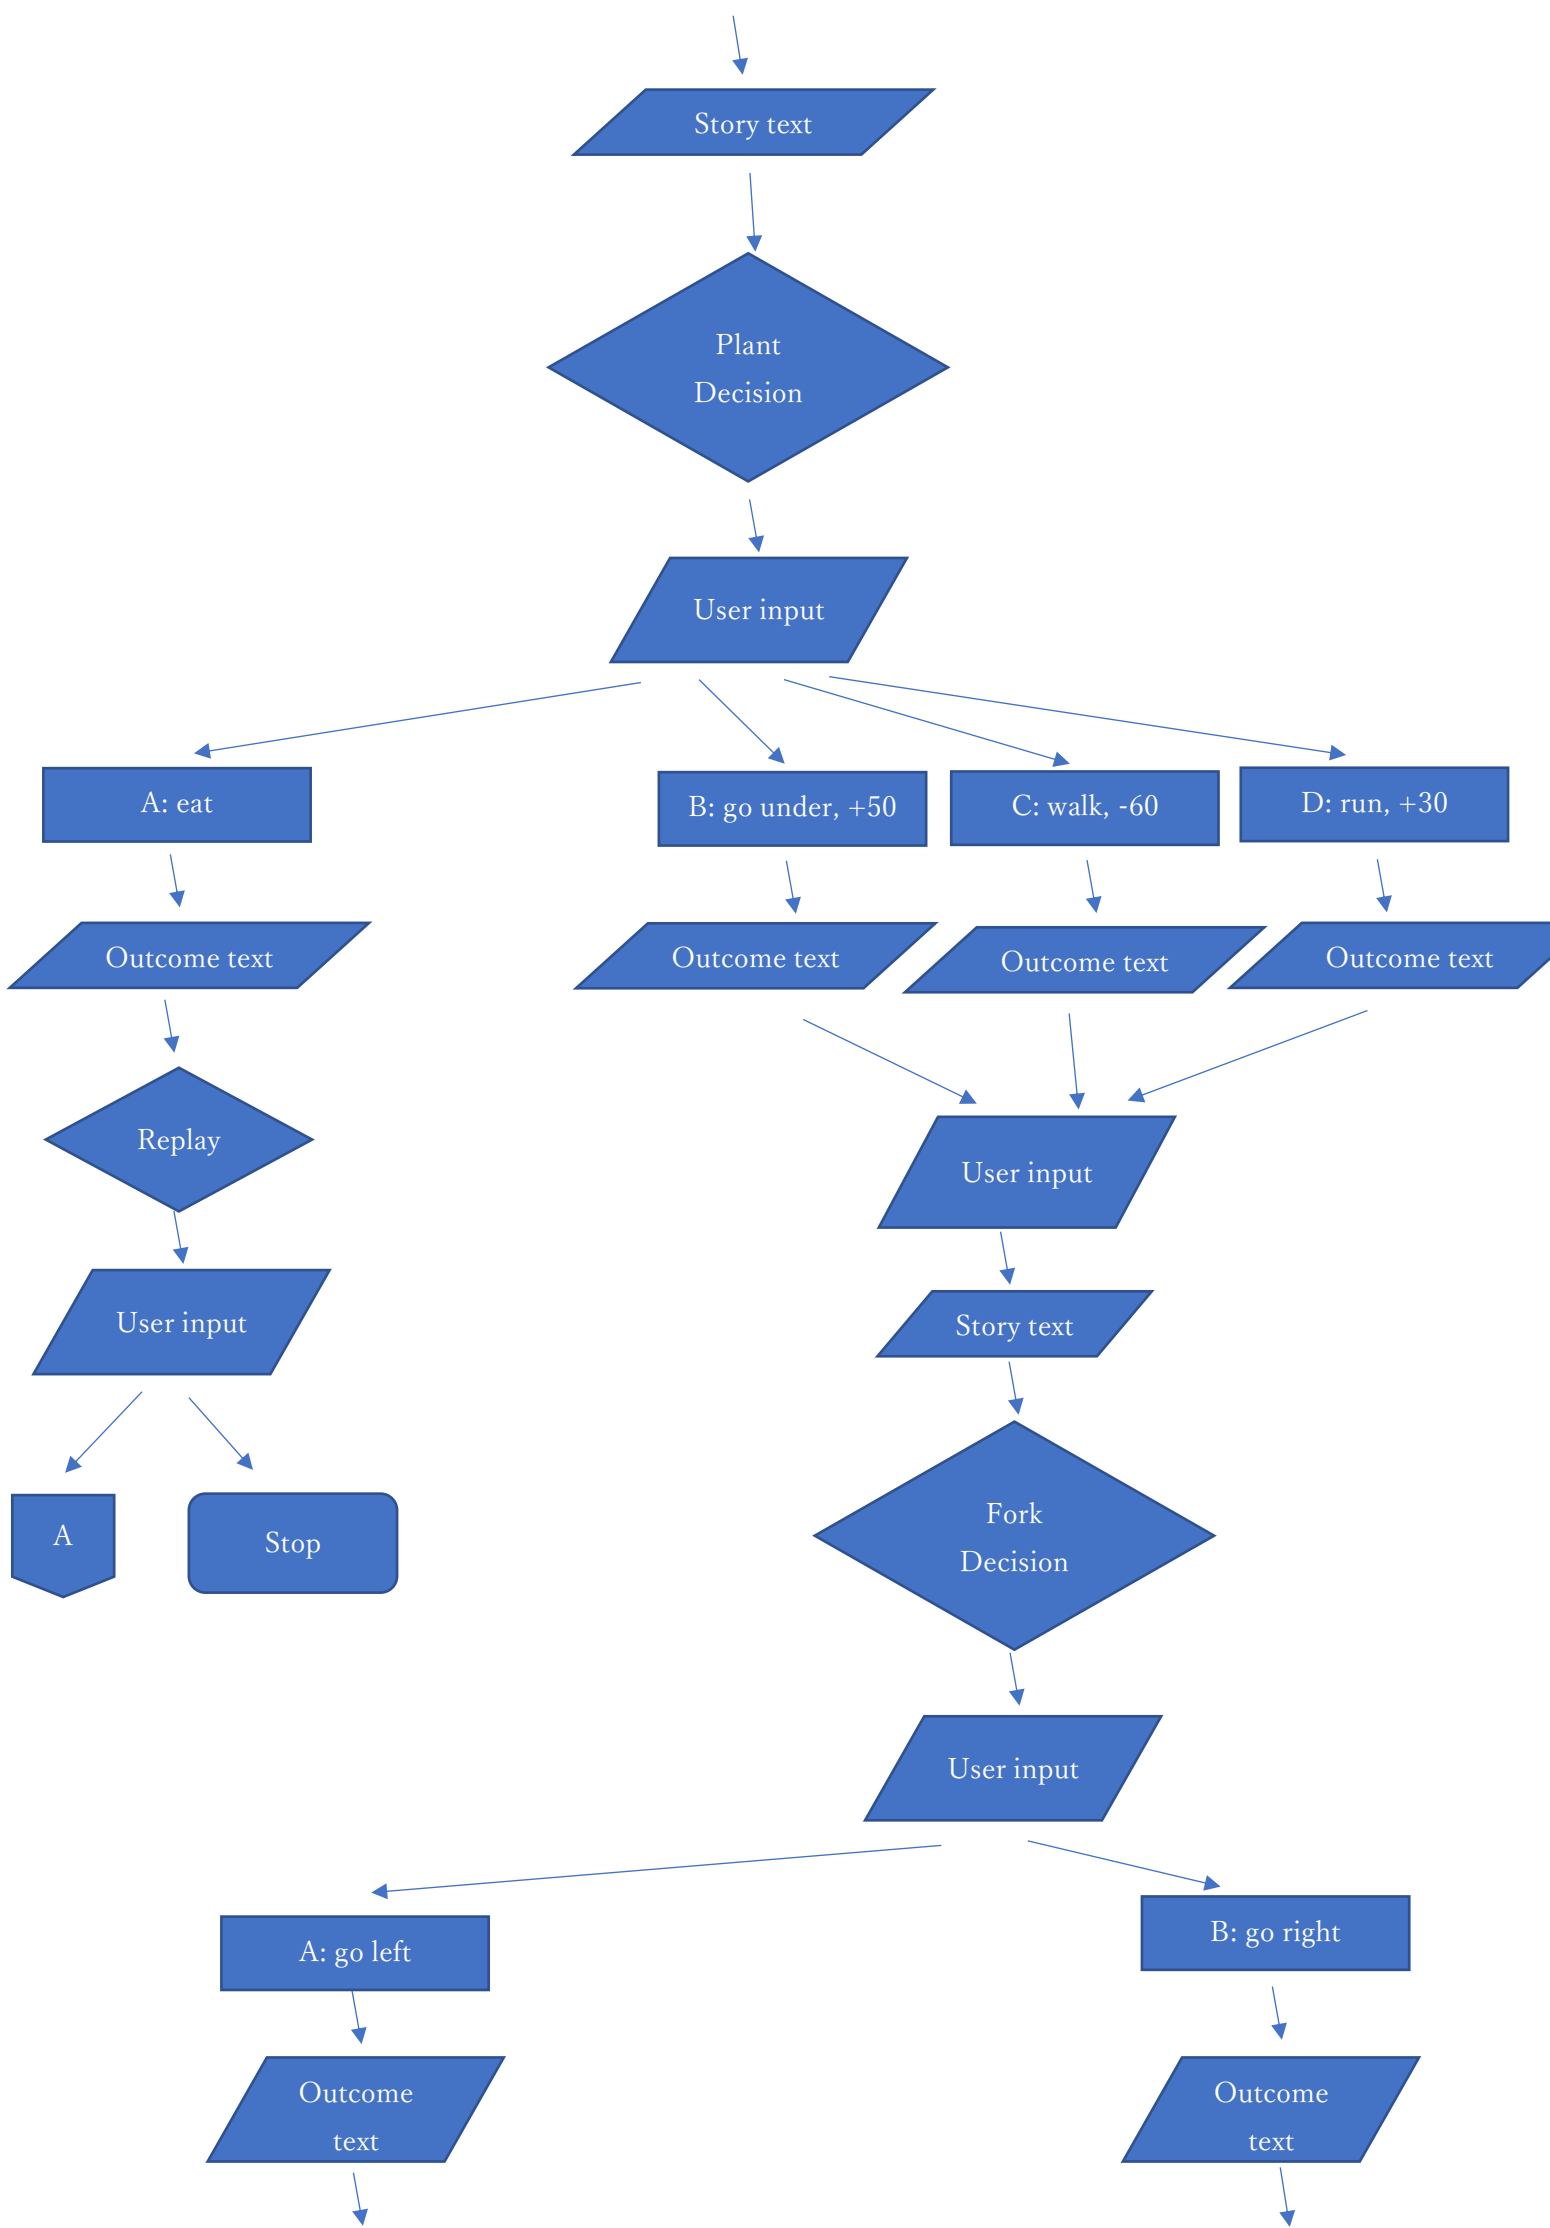 Story text
Plant
Decision
User input
A: eat
B: go under, +50
C: walk, -60
D: run, +30
Outcome text
Outcome text
Outcome text
Outcome text
Replay
User input
User input
Story text
A
Stop
Fork
Decision
User input
A: go left
B: go right
Outcome
text
Outcome
text